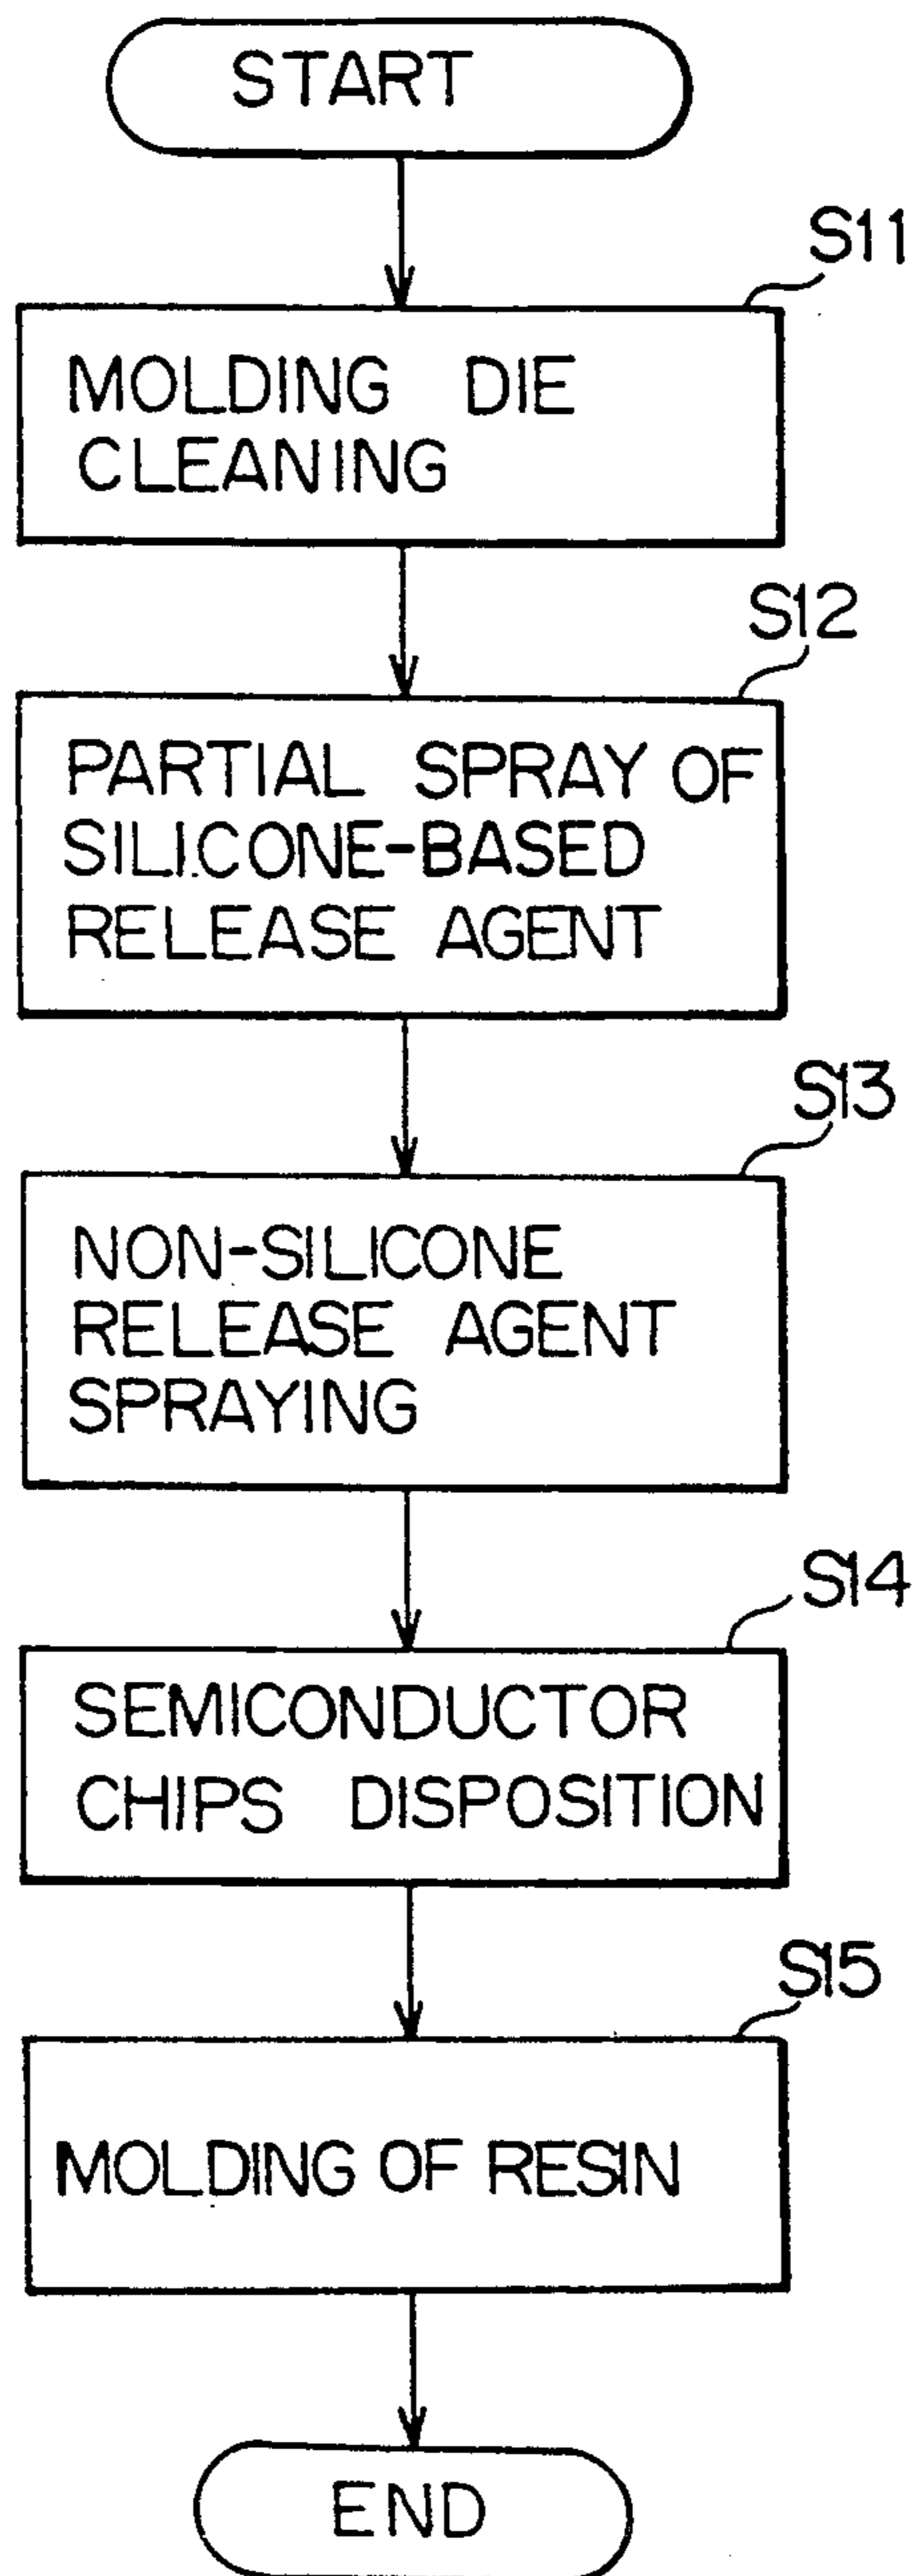 START
S11
MOLDING DIE
CLEANING
S12
PARTIAL SPRAY OF
SILICONE-BASED
RELEASE AGENT
S13
NON-SILICONE
RELEASE AGENT
SPRAYING
S14
SEMICONDUCTOR
CHIPS DISPOSITION
S15
MOLDING OF RESIN
END